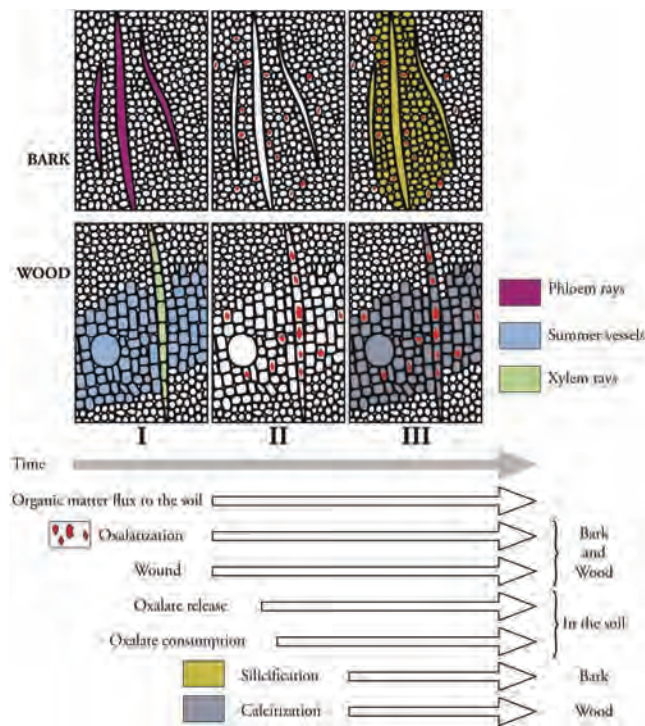 BARK
WOOD
Phloem rays
Summer vessels
Xylem rays
I II III
Time
Organic matter flux to the soil
Oxalatization
Wound
Bark
and
Wood
Oxalate release
Oxalate consumption
In the soil
Silicification
Bark
Calcitization
Wood